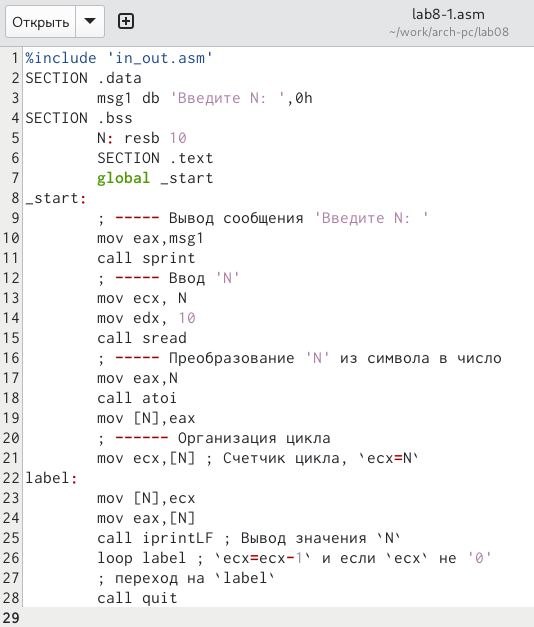 Открыть
lab8-1.asm
~/work/arch-pc/lab08
1 %include 'in_out.asm'
2 SECTION .data
3 msg1 db 'Введите N: ',0h
4 SECTION .bss
5 N: resb 10
6 SECTION .text
7 global _start
8 _start:
9 ; ----- Вывод сообщения 'Введите N: '
10 mov eax,msg1
11 call sprint
12 ; ----- Ввод 'N'
13 mov ecx, N
14 mov edx, 10
15 call sread
16 ; ----- Преобразование 'N' из символа в число
17 mov eax,N
18 call atoi
19 mov [N],eax
20 ; ------ Организация цикла
21 mov ecx,[N] ; Счетчик цикла, `ecx=N`
22 label:
23 mov [N],ecx
24 mov eax,[N]
25 call iprintLF ; Вывод значения `N`
26 loop label ; `ecx=ecx-1` и если `ecx` не '0'
27 ; переход на `label`
28 call quit
29